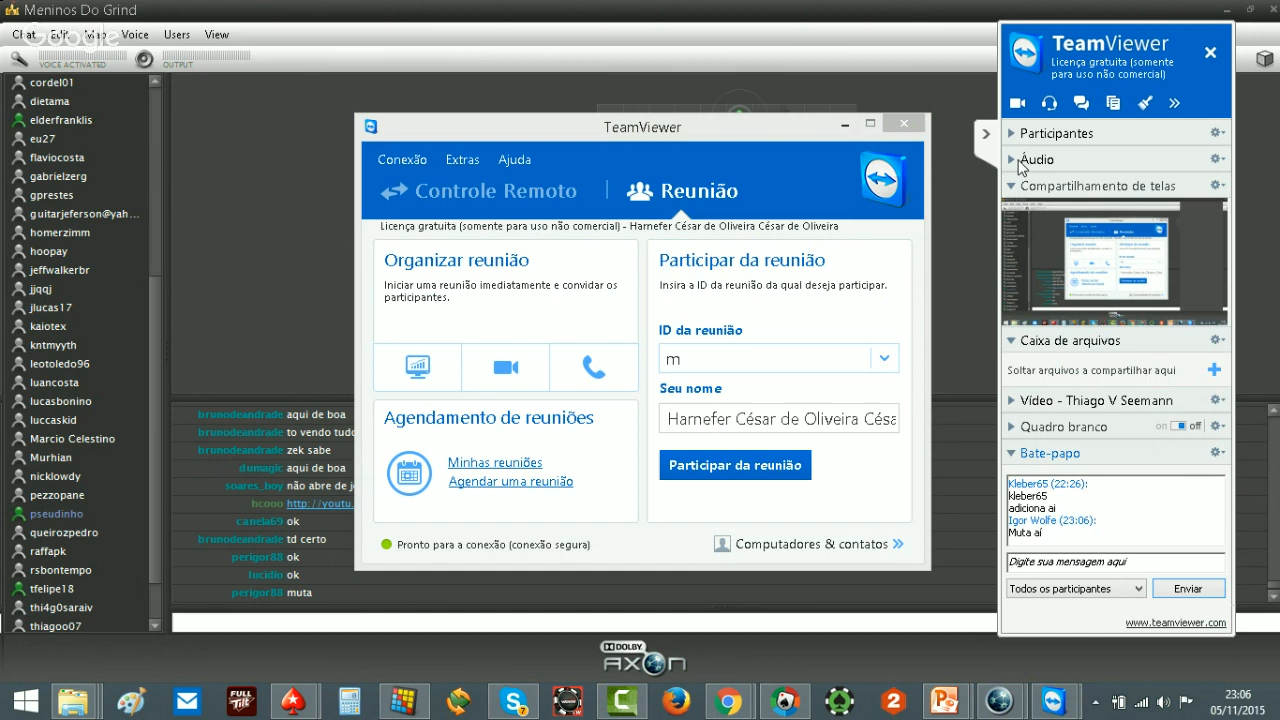 Meninos Do Grind
Chat Edit Map Voice Users View
Google
VOICE ACTIVATED
OUTPUT
cordel01
dietama
elderfranklis
eu27
flaviocosta
gabrielzerg
gprestes
guitarjeferson@yah...
homerzimm
hoopay
jeffwalkerbr
jjqqj
jlucas17
kaiotex
kntmyyth
leotoledo96
luancosta
lucasbonino
luccaskid
Marcio Celestino
Murhian
nicklowdy
pezzopane
pseudinho
queirozpedro
raffapk
rsbontempo
tfelipe18
thi4g0saraiv
thiagoo07
brunodeandrade aqui de boa
brunodeandrade to vendo tudo
brunodeandrade zek sabe
dumagic aqui de boa
soares_boy não abre de j
hcooo http://youtu.
canela69 ok
brunodeandrade td certo
perigor88 ok
lucidio ok
perigor88 muta
TeamViewer
Conexão Extras Ajuda
Controle Remoto
Reunião
Licença gratuita (somente para uso não comercial) - Harnefer César de Oliveira César de Oliveira
Organizar reunião
Iniciar uma reunião imediatamente e convidar os
participantes.
Agendamento de reuniões
Minhas reuniões
Agendar uma reunião
Participar da reunião
Insira a ID da reunião da qual deseja participar.
ID da reunião
m
Seu nome
Harnefer César de Oliveira Césa
Participar da reunião
Pronto para a conexão (conexão segura)
Computadores & contatos
TeamViewer
Licença gratuita (somente
para uso não comercial)
Participantes
Áudio
Compartilhamento de telas
Caixa de arquivos
Soltar arquivos a compartilhar aqui
Vídeo - Thiago V Seemann
Quadro branco on off
Bate-papo
Kleber65 (22:26):
kleber65
adiciona ai
Igor Wolfe (23:06):
Muta aí
Digite sua mensagem aqui
Todos os participantes
Enviar
www.teamviewer.com
DOLBY
AXON
FULL
TILT
7
2
23:06
05/11/2015